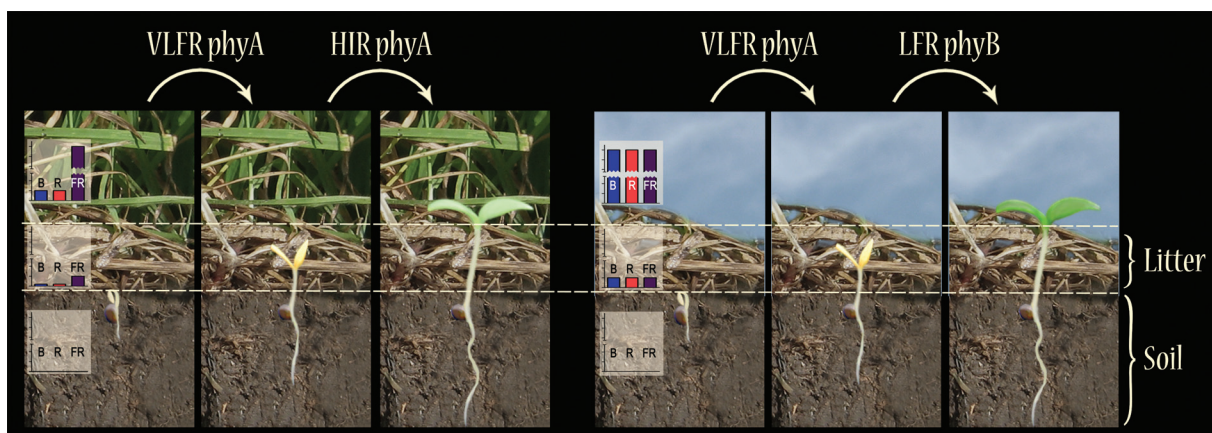 VLFR phyA
HIR phyA
VLFR phyA
LFR phyB
B R FR
B R FR
B R FR
B R FR
B R FR
B R FR
Litter
Soil